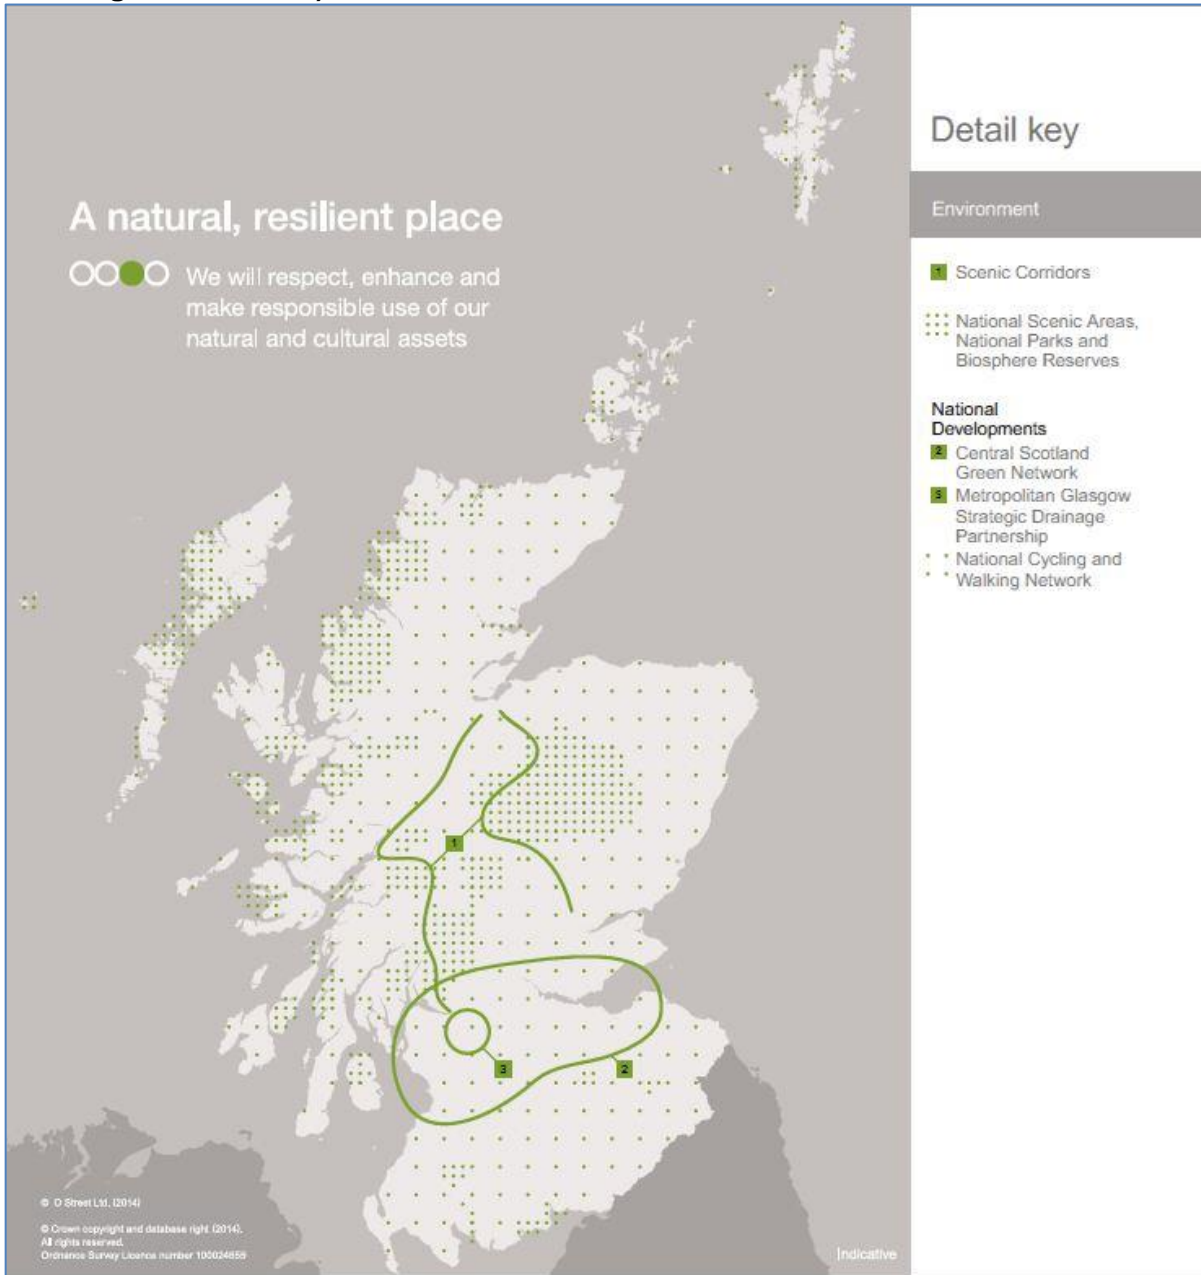 A natural, resilient place
We will respect, enhance and
make responsible use of our
natural and cultural assets
1
3
2
© O Street Ltd, (2014)
© Crown copyright and database right (2014).
All rights reserved.
Ordnance Survey Licence number 100024655
Indicative
Detail key
Environment
1 Scenic Corridors
National Scenic Areas,
National Parks and
Biosphere Reserves
National
Developments
2 Central Scotland
Green Network
3 Metropolitan Glasgow
Strategic Drainage
Partnership
National Cycling and
Walking Network